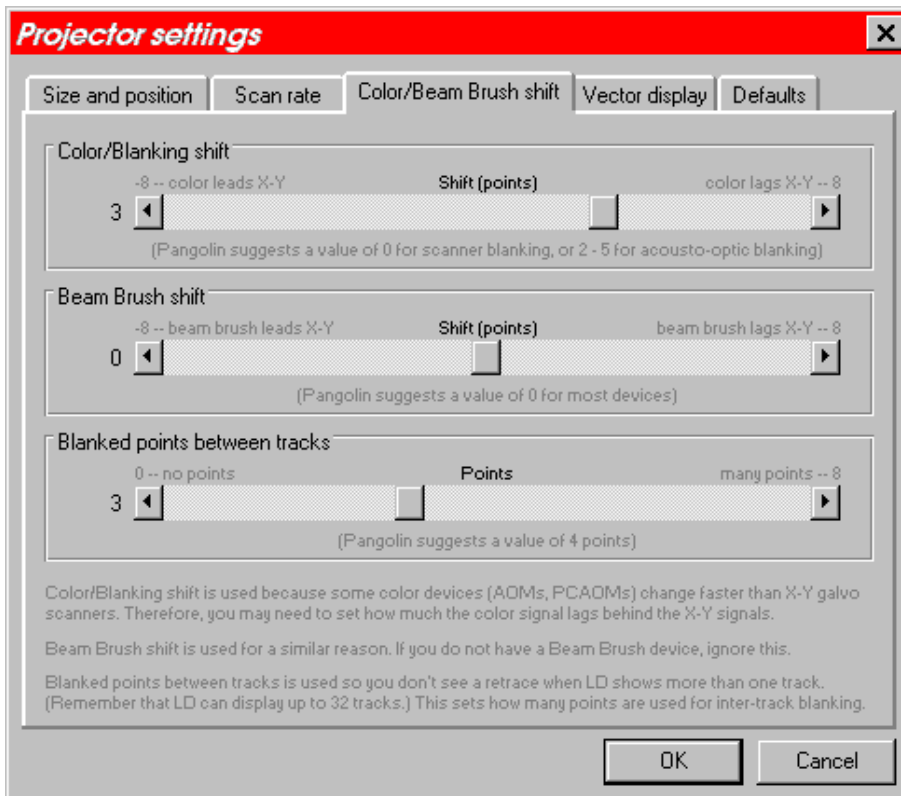 Projector settings
Size and position Scan rate Color/Beam Brush shift Vector display Defaults
Color/Blanking shift
-8 -- color leads X-Y Shift (points) color lags X-Y -- 8
3
(Pangolin suggests a value of 0 for scanner blanking, or 2 - 5 for acousto-optic blanking)
Beam Brush shift
-8 -- beam brush leads X-Y Shift (points) beam brush lags X-Y -- 8
0
(Pangolin suggests a value of 0 for most devices)
Blanked points between tracks
0 -- no points Points many points -- 8
3
(Pangolin suggests a value of 4 points)
Color/Blanking shift is used because some color devices (AOMs, PCAOMs) change faster than X-Y galvo
scanners. Therefore, you may need to set how much the color signal lags behind the X-Y signals.
Beam Brush shift is used for a similar reason. If you do not have a Beam Brush device, ignore this.
Blanked points between tracks is used so you don't see a retrace when LD shows more than one track.
(Remember that LD can display up to 32 tracks.) This sets how many points are used for inter-track blanking.
OK Cancel